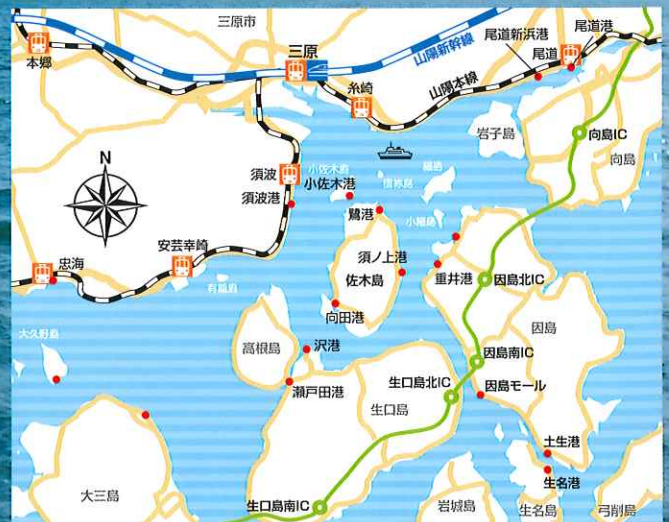 三原市
尾道港
尾道新浜港
尾道
本郷
三原
山陽新幹線
山陽本線
糸崎
岩子島
向島IC
向島
N
須波
小佐木島
小佐木港
須波港
鷺港
細島
小細島
須ノ上港
佐木島
重井港
因島北IC
忠海
安芸幸崎
有竜島
向田港
因島
大久野島
高根島
沢港
因島南IC
瀬戸田港
生口島北IC
因島モール
生口島
土生港
生名港
大三島
生口島南IC
岩城島
生名島
弓削島